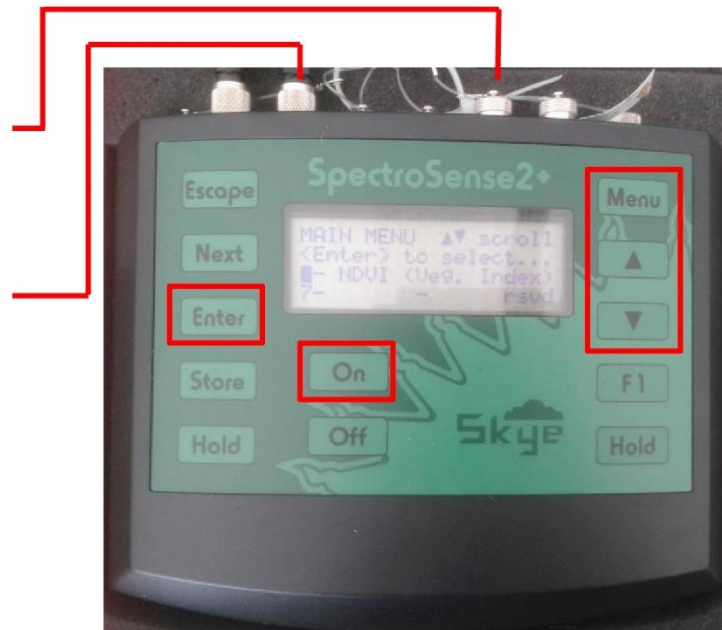 SpectroSense2+
Escape
Menu
MAIN MENU ▲▼ scroll
<Enter> to select...
- NDVI (Veg. Index)
7- - rsvd
Next
▲
Enter
▼
Store
On
F1
Hold
Off
Skye
Hold